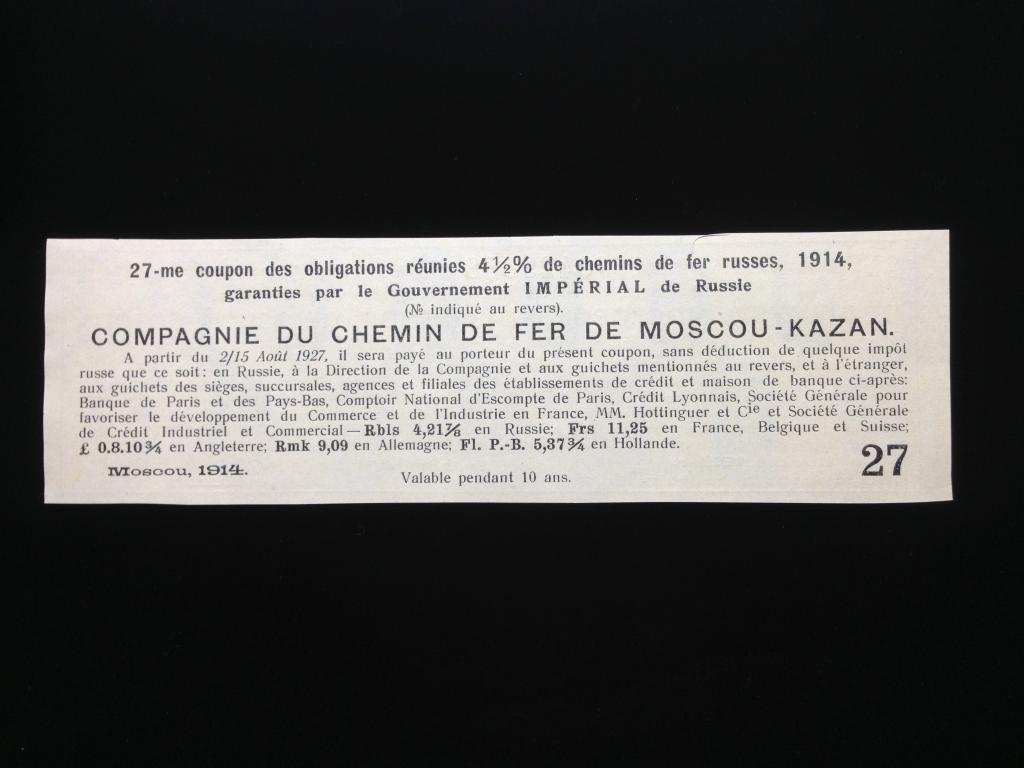 27-me coupon des obligations réunies 4½% de chemins de fer russes, 1914,
garanties par le Gouvernement IMPÉRIAL de Russie
(№ indiqué au revers).
COMPAGNIE DU CHEMIN DE FER DE MOSCOU-KAZAN.
A partir du 2/15 Août 1927, il sera payé au porteur du présent coupon, sans déduction de quelque impôt
russe que ce soit: en Russie, à la Direction de la Compagnie et aux guichets mentionnés au revers, et à l'étranger,
aux guichets des sièges, succursales, agences et filiales des établissements de crédit et maison de banque ci-après:
Banque de Paris et des Pays-Bas, Comptoir National d'Escompte de Paris, Crédit Lyonnais, Société Générale pour
favoriser le développement du Commerce et de l'Industrie en France, MM. Hottinguer et Cie et Société Générale
de Crédit Industriel et Commercial—Rbls 4,21⅞ en Russie; Frs 11,25 en France, Belgique et Suisse;
£ 0.8.10¾ en Angleterre; Rmk 9,09 en Allemagne; Fl. P.-B. 5,37¾ en Hollande.
Moscou, 1914.
Valable pendant 10 ans.
27